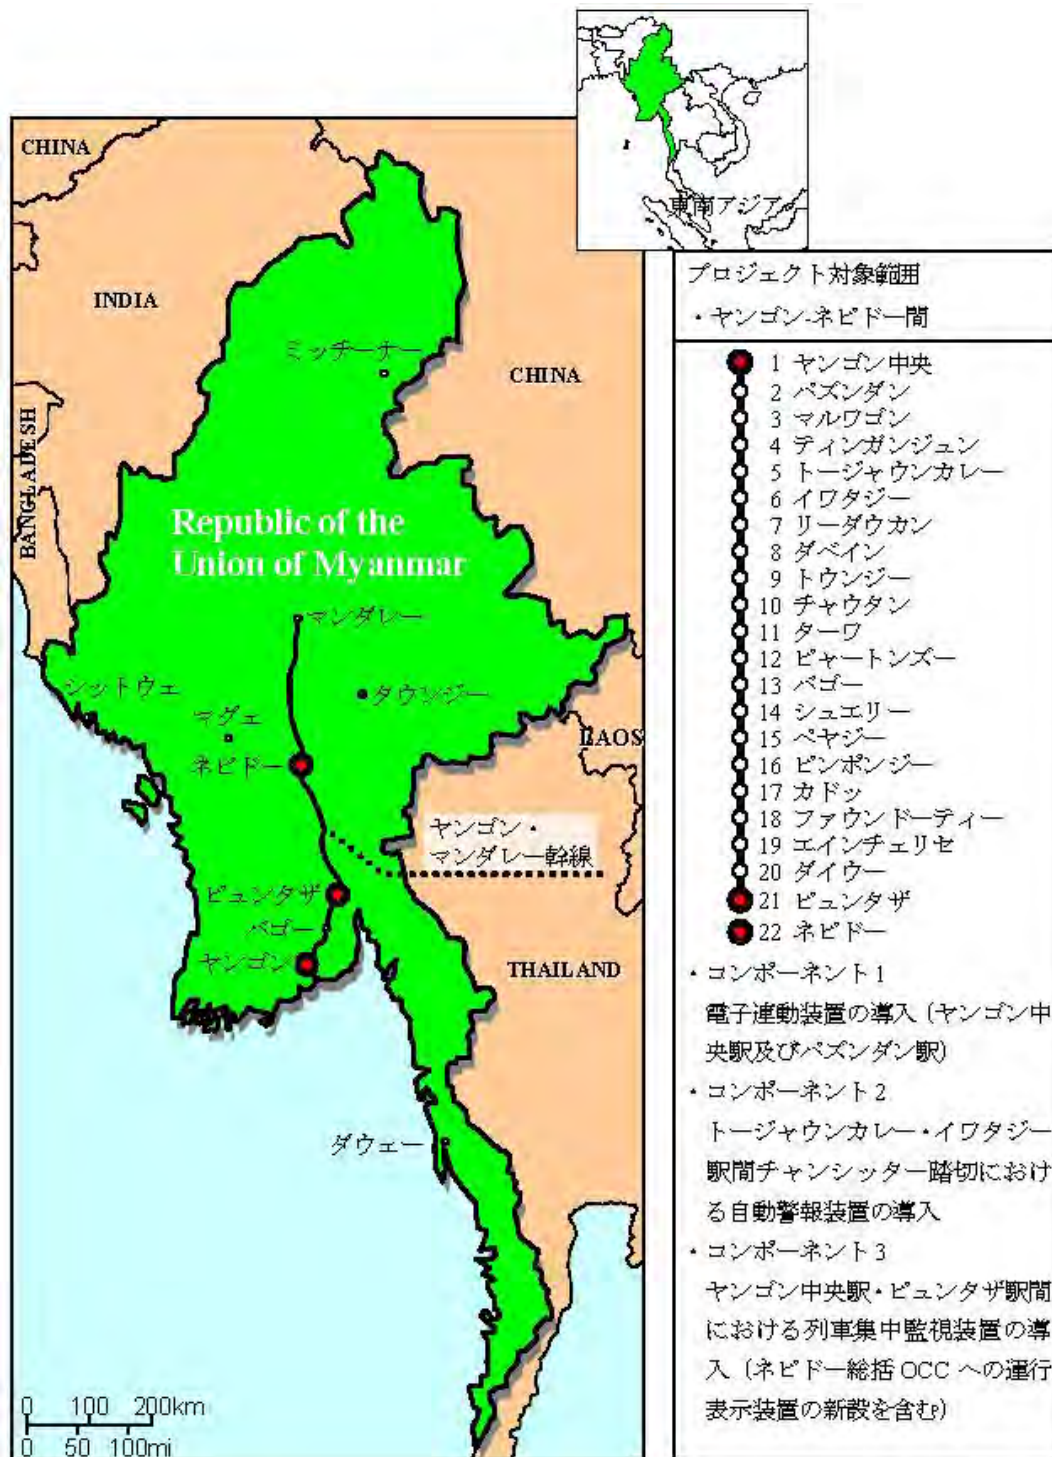 東南アジア
CHINA
INDIA
CHINA
BANGLADESH
ミッチーナー
Republic of the
Union of Myanmar
マンダレー
シットウェ
タウンジー
マグェ
ネピドー
LAOS
ヤンゴン・
マンダレー幹線
ピュンタザ
バゴー
ヤンゴン
THAILAND
ダウェー
0 100 200km
0 50 100mi
プロジェクト対象範囲
・ヤンゴン-ネピドー間
1 ヤンゴン中央
2 パズンダン
3 マルワゴン
4 ティンガンジュン
5 トージャウンカレー
6 イワタジー
7 リーダウカン
8 ダベイン
9 トウンジー
10 チャウタン
11 ターワ
12 ピャートンズー
13 バゴー
14 シュエリー
15 ペヤジー
16 ピンポンジー
17 カドッ
18 ファウンドーティー
19 エインチェリセ
20 ダイウー
21 ピュンタザ
22 ネピドー
・コンポーネント1
電子連動装置の導入（ヤンゴン中
央駅及びパズンダン駅）
・コンポーネント2
トージャウンカレー・イワタジー
駅間チャンシッター踏切におけ
る自動警報装置の導入
・コンポーネント3
ヤンゴン中央駅・ピュンタザ駅間
における列車集中監視装置の導
入（ネピドー総括OCCへの運行
表示装置の新設を含む）